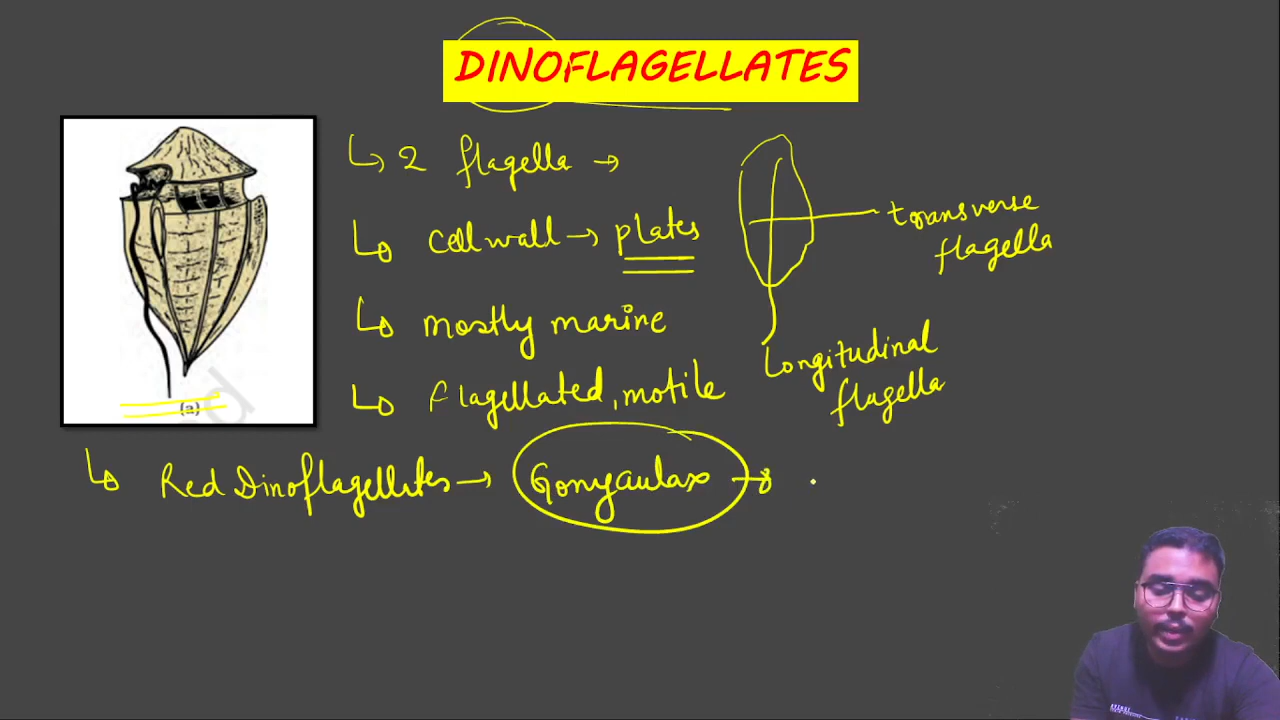 DINOFLAGELLATES
2 flagella →
transverse
flagella
cell wall → plates
mostly marine
Longitudinal
flagella
flagellated, motile
(a)
Red Dinoflagellates → Gonyaulax →